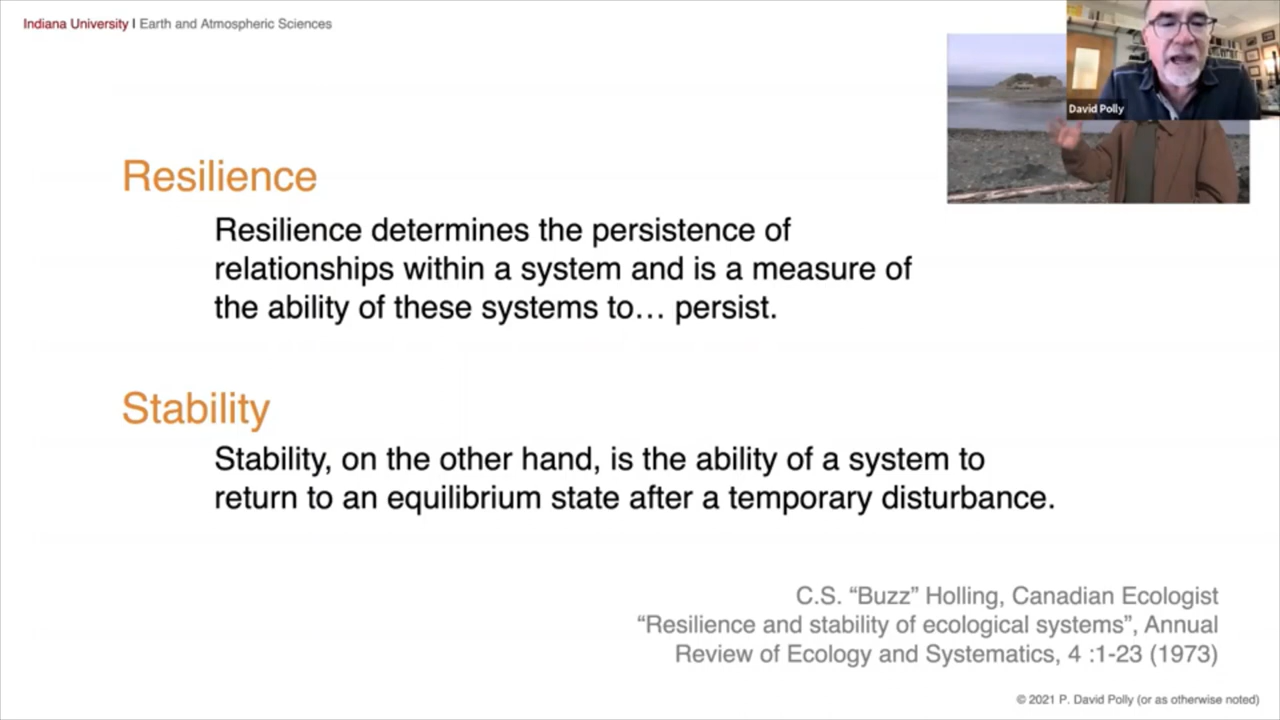 Indiana University | Earth and Atmospheric Sciences
David Polly
Resilience
Resilience determines the persistence of
relationships within a system and is a measure of
the ability of these systems to… persist.
Stability
Stability, on the other hand, is the ability of a system to
return to an equilibrium state after a temporary disturbance.
C.S. “Buzz” Holling, Canadian Ecologist
“Resilience and stability of ecological systems”, Annual
Review of Ecology and Systematics, 4 :1-23 (1973)
© 2021 P. David Polly (or as otherwise noted)